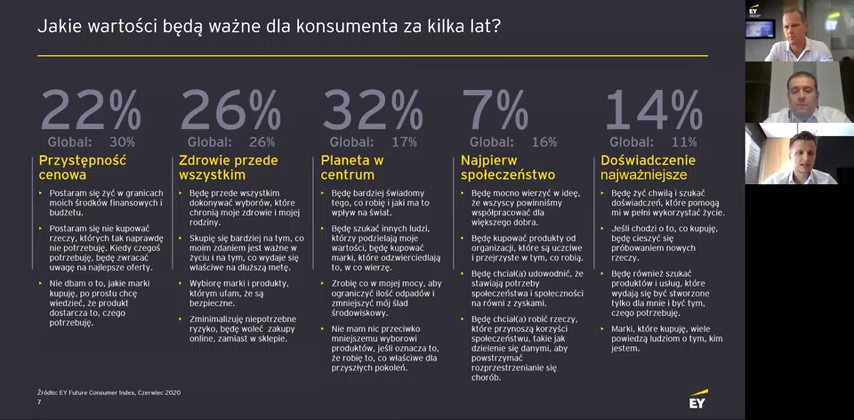 Jakie wartości będą ważne dla konsumenta za kilka lat?
22%
Global: 30%
Przystępność
cenowa
Postaram się żyć w granicach
moich środków finansowych i
budżetu.
Postaram się nie kupować
rzeczy, których tak naprawdę
nie potrzebuję. Kiedy czegoś
potrzebuję, będę zwracać
uwagę na najlepsze oferty.
Nie dbam o to, jakie marki
kupuję, po prostu chcę
wiedzieć, że produkt
dostarcza to, czego
potrzebuję.
26%
Global: 26%
Zdrowie przede
wszystkim
Będę przede wszystkim
dokonywać wyborów, które
chronią moje zdrowie i mojej
rodziny.
Skupię się bardziej na tym, co
moim zdaniem jest ważne w
życiu i na tym, co wydaje się
właściwe na dłuższą metę.
Wybiorę marki i produkty,
którym ufam, że są
bezpieczne.
Zminimalizuję niepotrzebne
ryzyko, będę woleć zakupy
online, zamiast w sklepie.
32%
Global: 17%
Planeta w
centrum
Będę bardziej świadomy
tego, co robię i jaki ma to
wpływ na świat.
Będę szukać innych ludzi,
którzy podzielają moje
wartości, będę kupować
marki, które odzwierciedlają
to, w co wierzę.
Zrobię co w mojej mocy, aby
ograniczyć ilość odpadów i
zmniejszyć mój ślad
środowiskowy.
Nie mam nic przeciwko
mniejszemu wyborowi
produktów, jeśli oznacza to,
że robię to, co właściwe dla
przyszłych pokoleń.
7%
Global: 16%
Najpierw
społeczeństwo
Będę mocno wierzyć w ideę,
że wszyscy powinniśmy
współpracować dla
większego dobra.
Będę kupować produkty od
organizacji, które są uczciwe
i przejrzyste w tym, co robią.
Będę chciał(a) udowodnić, że
stawiają potrzeby
społeczeństwa i społeczności
na równi z zyskami.
Będę chciał(a) robić rzeczy,
które przynoszą korzyści
społeczeństwu, takie jak
dzielenie się danymi, aby
powstrzymać
rozprzestrzenianie się
chorób.
14%
Global: 11%
Doświadczenie
najważniejsze
Będę żyć chwilą i szukać
doświadczeń, które pomogą
mi w pełni wykorzystać życie.
Jeśli chodzi o to, co kupuję,
będę cieszyć się
próbowaniem nowych
rzeczy.
Będę również szukać
produktów i usług, które
wydają się być stworzone
tylko dla mnie i być tym,
czego potrzebuję.
Marki, które kupuję, wiele
powiedzą ludziom o tym, kim
jestem.
Źródło: EY Future Consumer Index, Czerwiec 2020
7
EY
EY